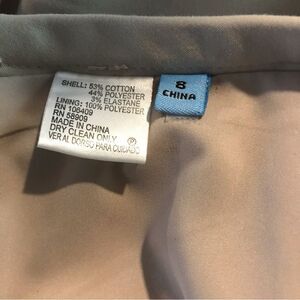 SHELL: 53% COTTON
44% POLYESTER
3% ELASTANE
LINING: 100% POLYESTER
RN 106409
RN 58909
MADE IN CHINA
DRY CLEAN ONLY
VER AL DORSO PARA CUIDADO
P
8
CHINA